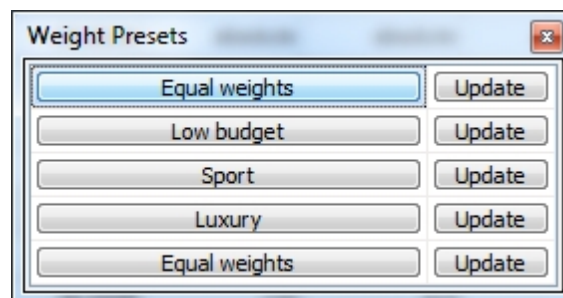 Weight Presets
Equal weights Update
Low budget Update
Sport Update
Luxury Update
Equal weights Update